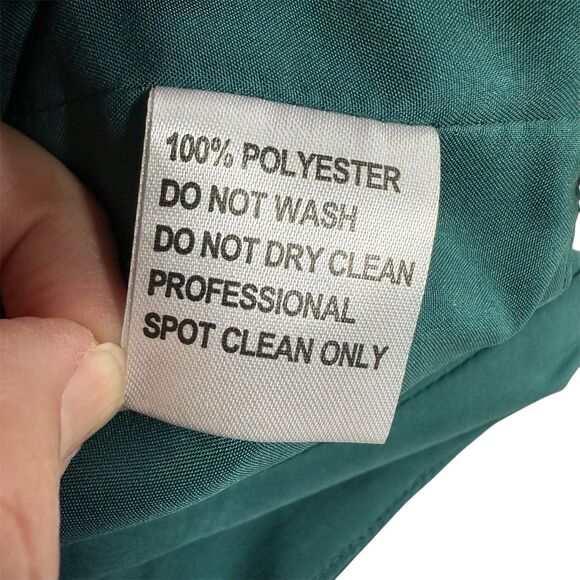 100% POLYESTER
DO NOT WASH
DO NOT DRY CLEAN
PROFESSIONAL
SPOT CLEAN ONLY